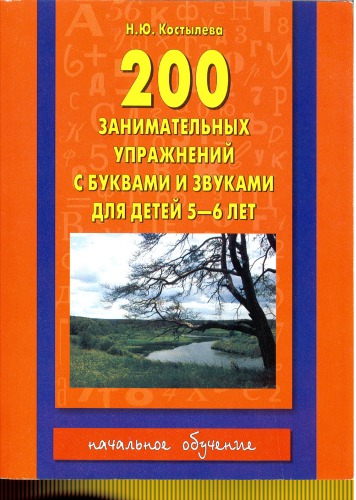 Н.Ю. Костылева
200
ЗАНИМАТЕЛЬНЫХ
УПРАЖНЕНИЙ
С БУКВАМИ И ЗВУКАМИ
ДЛЯ ДЕТЕЙ 5—6 ЛЕТ
начальное обучение